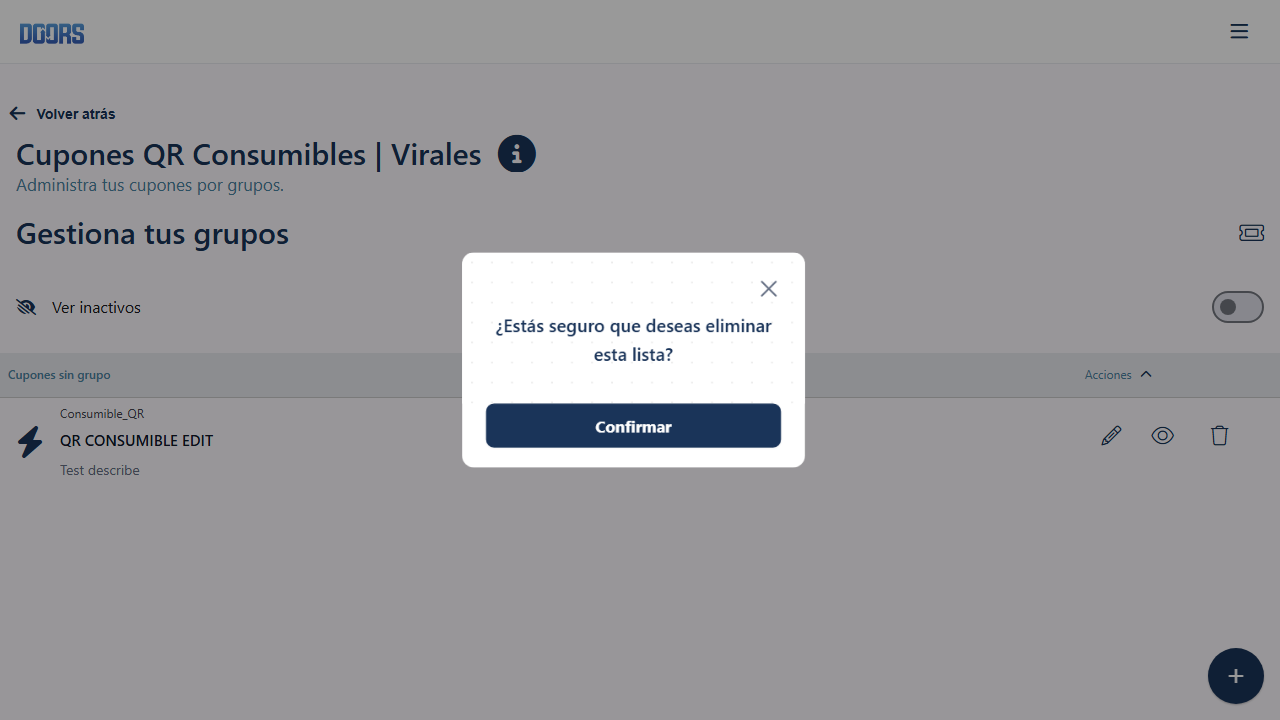 DOORS
Volver atrás
Cupones QR Consumibles | Virales
Administra tus cupones por grupos.
Gestiona tus grupos
Ver inactivos
¿Estás seguro que deseas eliminar
esta lista?
Confirmar
Cupones sin grupo
Acciones
Consumible_QR
QR CONSUMIBLE EDIT
Test describe